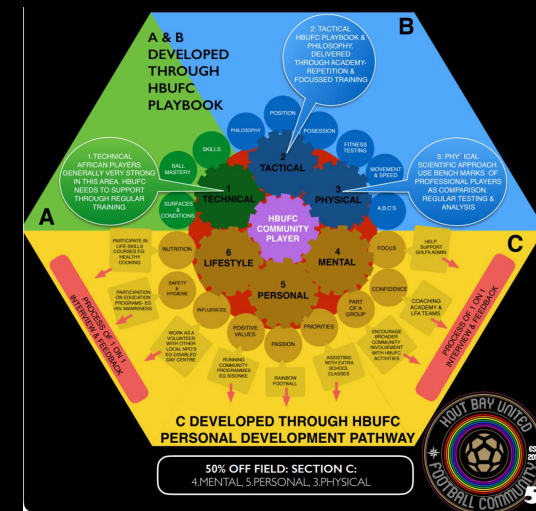 A & B
DEVELOPED
THROUGH
HBUFC
PLAYBOOK
B
2: TACTICAL
HBUFC PLAYBOOK &
PHILOSOPHY,
DELIVERED
THROUGH ACADEMY-
REPETITION &
FOCUSSED TRAINING
1.TECHNICAL
AFRICAN PLAYERS
GENERALLY VERY STRONG
IN THIS AREA. HBUFC
NEEDS TO SUPPORT
THROUGH REGULAR
TRAINING
3: PHY`ICAL
SCIENTIFIC APPROACH.
USE BENCH MARKS OF
PROFESSIONAL PLAYERS
AS COMPARISON.
REGULAR TESTING &
ANALYSIS
SURFACES
&
CONDITIONS
BALL
MASTERY
SKILLS
PHILOSOPHY
POSITION
POSESSION
FITNESS
TESTING
MOVEMENT
& SPEED
A,B,C'S
1
TECHNICAL
2
TACTICAL
3
PHYSICAL
HBUFC
COMMUNITY
PLAYER
6
LIFESTYLE
5
PERSONAL
4
MENTAL
A
C
NUTRITION
SAFETY
&
HYGIENE
INFLUENCES
POSITIVE
VALUES
PASSION
PRIORITIES
PART
OF A
GROUP
CONFIDENCE
FOCUS
PARTICIPATE IN
LIFE SKILLS
COURSES EG:
HEALTHY
COOKING
PARTICIPATION
ON EDUCATION
PROGRAMS- EG
HIV AWARENESS
WORK AS A
VOLUNTEER
WITH OTHER
LOCAL NPO'S
EG DISABLED
DAY CENTRE
RUNNING
COMMUNITY
PROGRAMMES
EG SISONKE
RAINBOW
FOOTBALL
ASSISTING
WITH EXTRA
SCHOOL
CLASSES
ENCOURAGE
BROADER
COMMUNITY
INVOLVEMENT
WITH HBUFC
ACTIVITIES
COACHING
ACADEMY &
LFA TEAMS
HELP
SUPPORT
GHLFA ADMIN
PROCESS OF 1 ON 1
INTERVIEW & FEEDBACK
PROCESS OF 1 ON 1
INTERVIEW & FEEDBACK
C DEVELOPED THROUGH HBUFC
PERSONAL DEVELOPMENT PATHWAY
50% OFF FIELD: SECTION C:
4.MENTAL, 5.PERSONAL, 3.PHYSICAL
HOUT BAY UNITED
FOOTBALL COMMUNITY